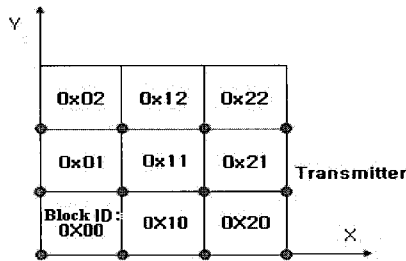 Y
0x02 0x12 0x22
0x01 0x11 0x21
Transmitter
Block ID:
0X00 0X10 0X20
X